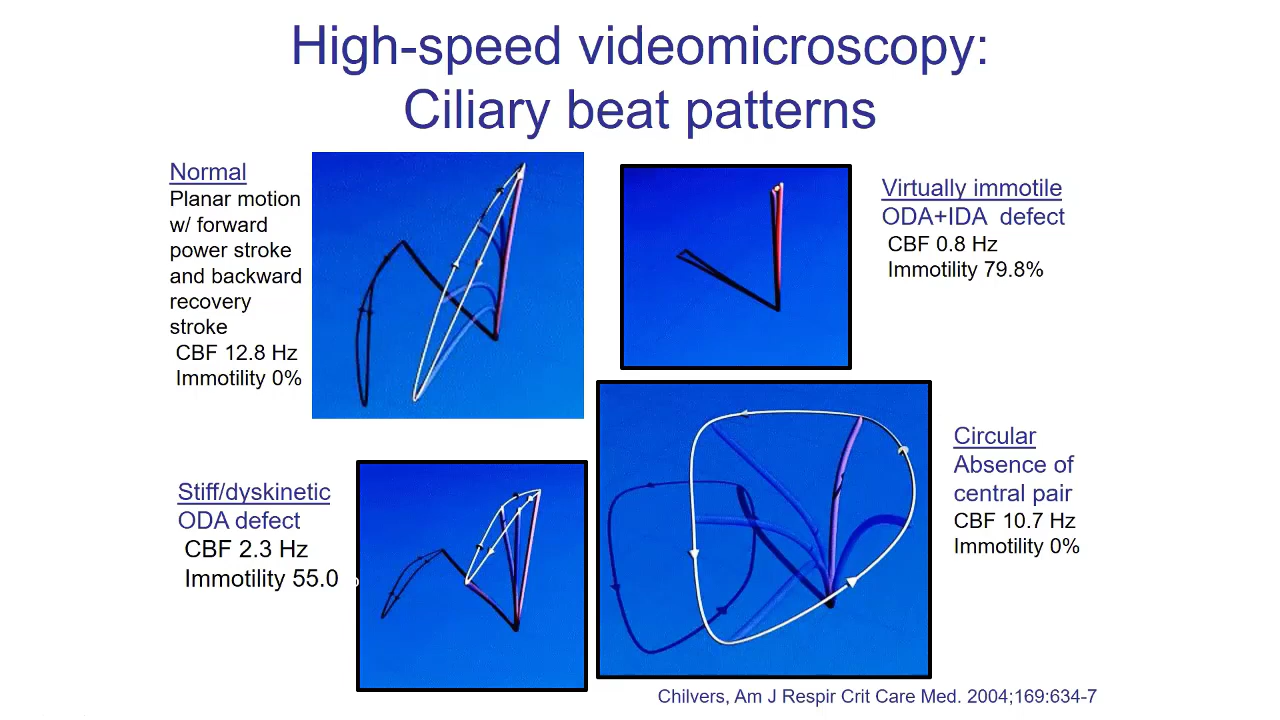 High-speed videomicroscopy:
Ciliary beat patterns
Normal
Planar motion
w/ forward
power stroke
and backward
recovery
stroke
CBF 12.8 Hz
Immotility 0%
Virtually immotile
ODA+IDA defect
CBF 0.8 Hz
Immotility 79.8%
Stiff/dyskinetic
ODA defect
CBF 2.3 Hz
Immotility 55.0
Circular
Absence of
central pair
CBF 10.7 Hz
Immotility 0%
Chilvers, Am J Respir Crit Care Med. 2004;169:634-7